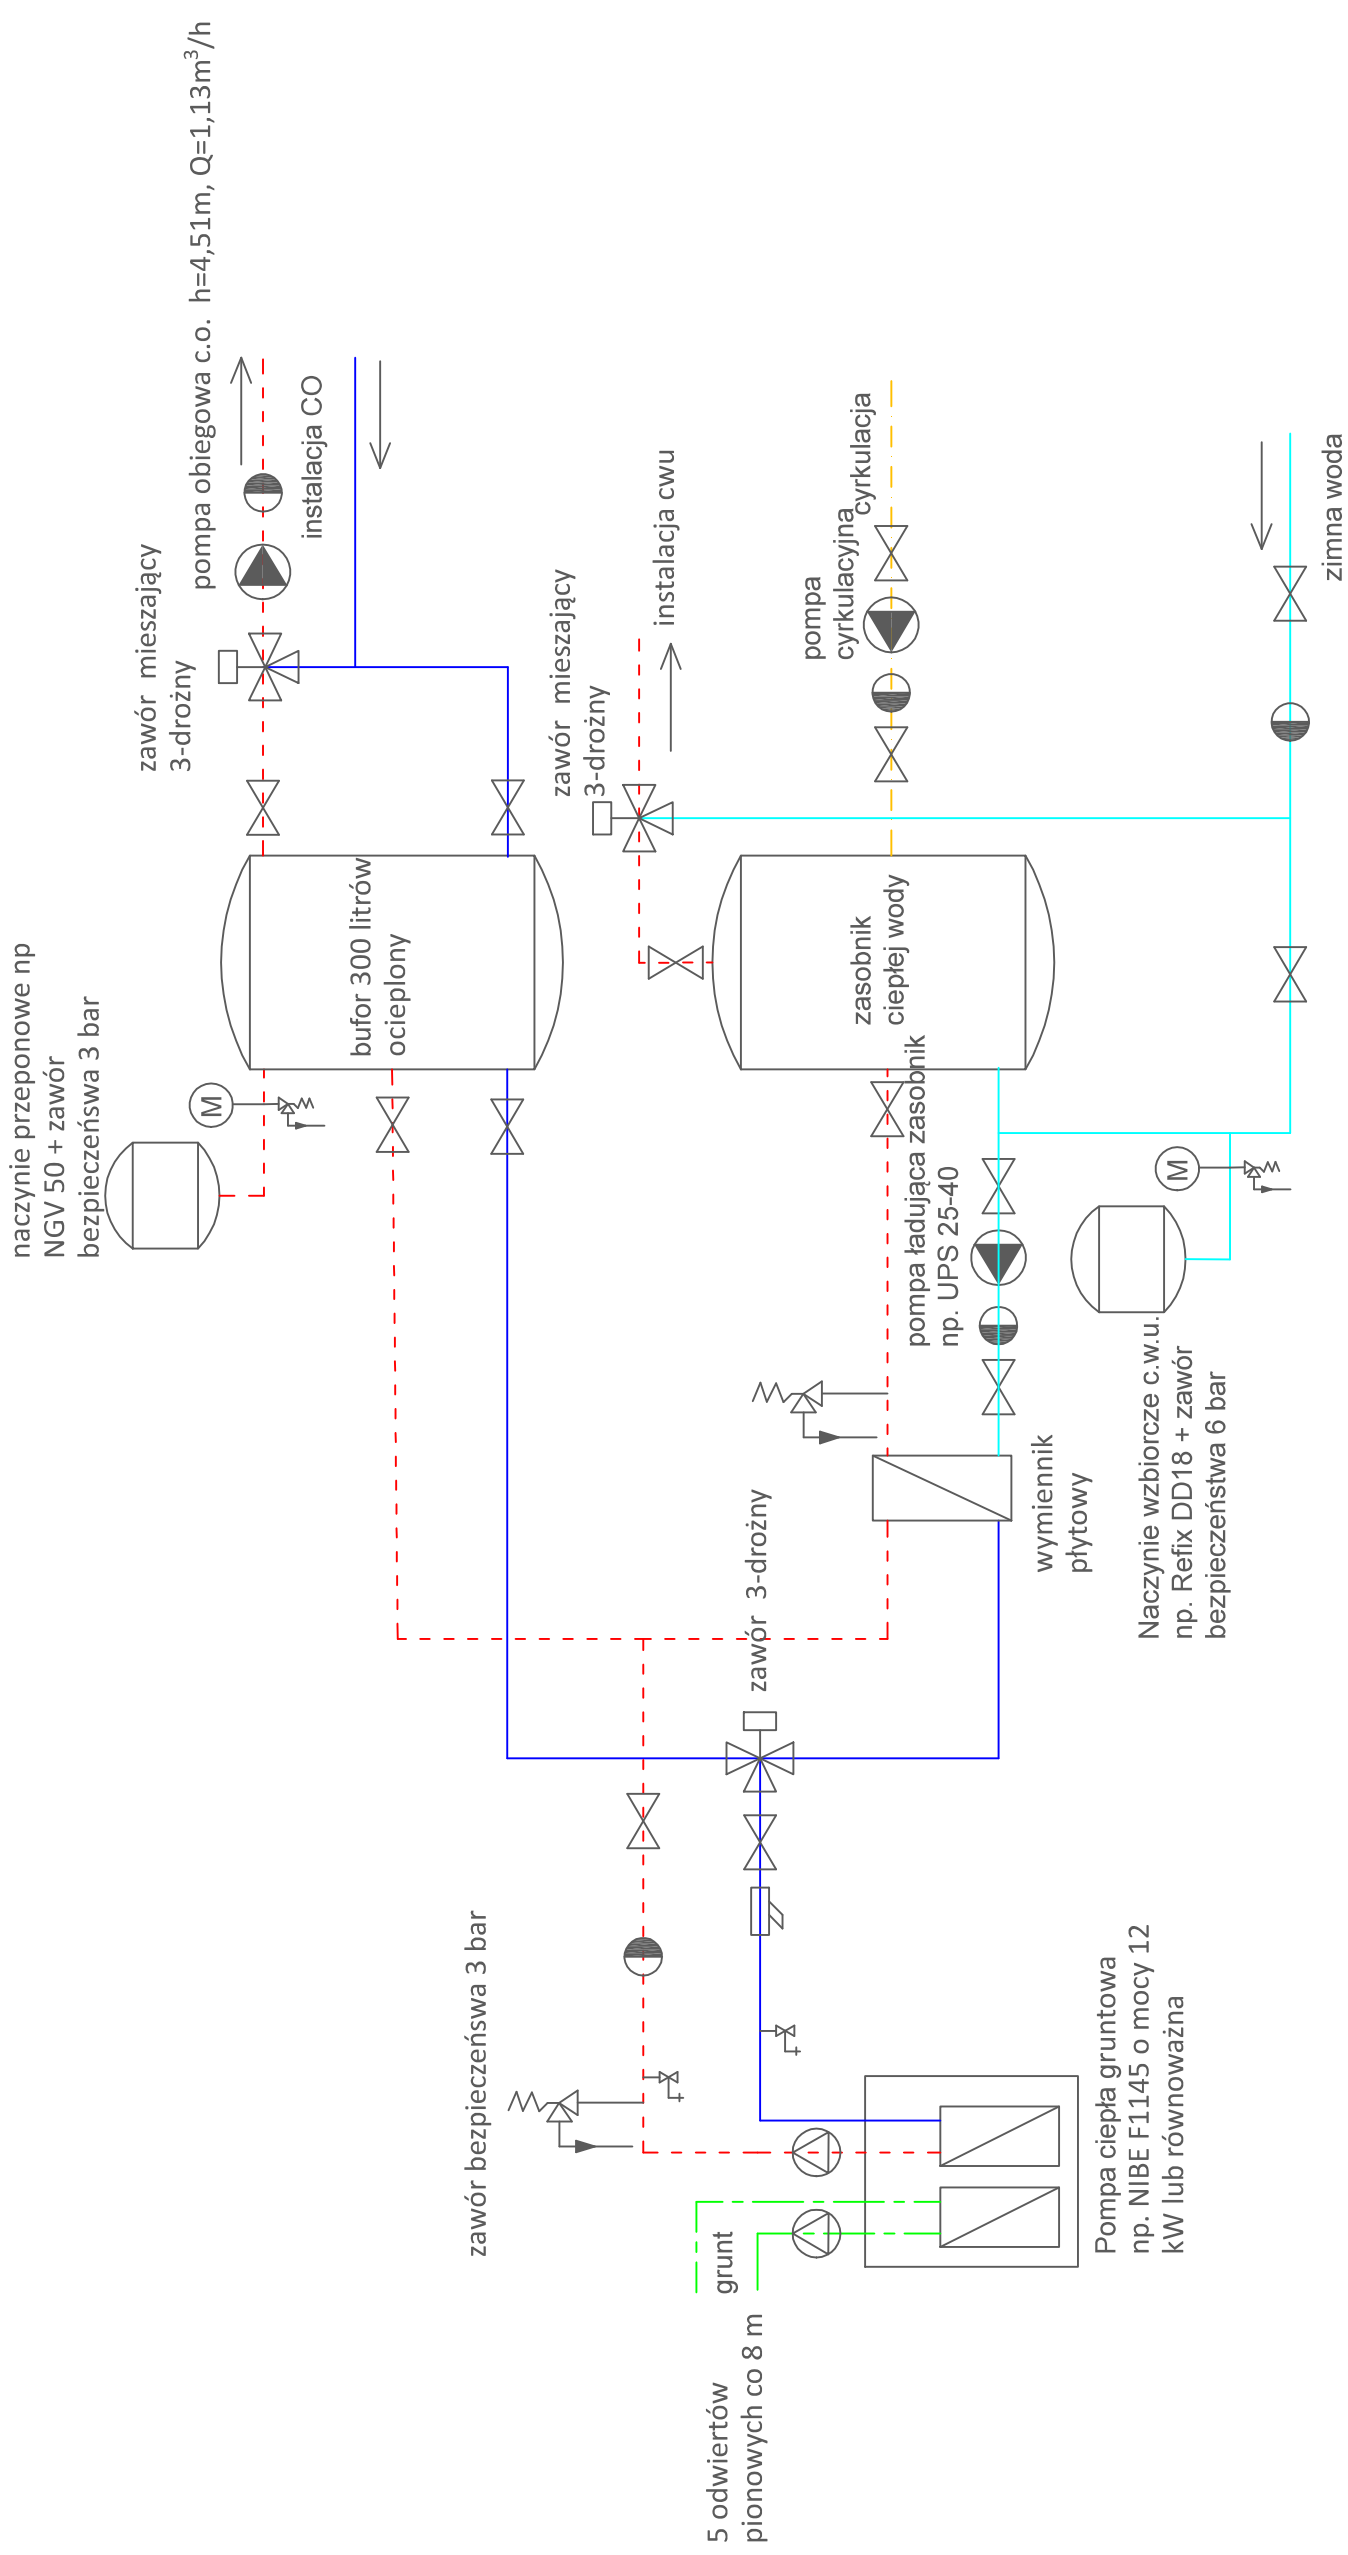 naczynie przeponowe np
NGV 50 + zawór
bezpieczeńswa 3 bar
M
zawór mieszający
3-drożny
pompa obiegowa c.o. h=4,51m, Q=1,13m³/h
instalacja CO
bufor 300 litrów
ocieplony
zawór mieszający
3-drożny
instalacja cwu
pompa
cyrkulacyjna
cyrkulacja
zasobnik
ciepłej wody
zimna woda
pompa ładująca zasobnik
np. UPS 25-40
M
Naczynie wzbiorcze c.w.u.
np. Refix DD18 + zawór
bezpieczeństwa 6 bar
wymiennik
płytowy
zawór 3-drożny
zawór bezpieczeńswa 3 bar
Pompa ciepła gruntowa
np. NIBE F1145 o mocy 12
kW lub równoważna
grunt
5 odwiertów
pionowych co 8 m